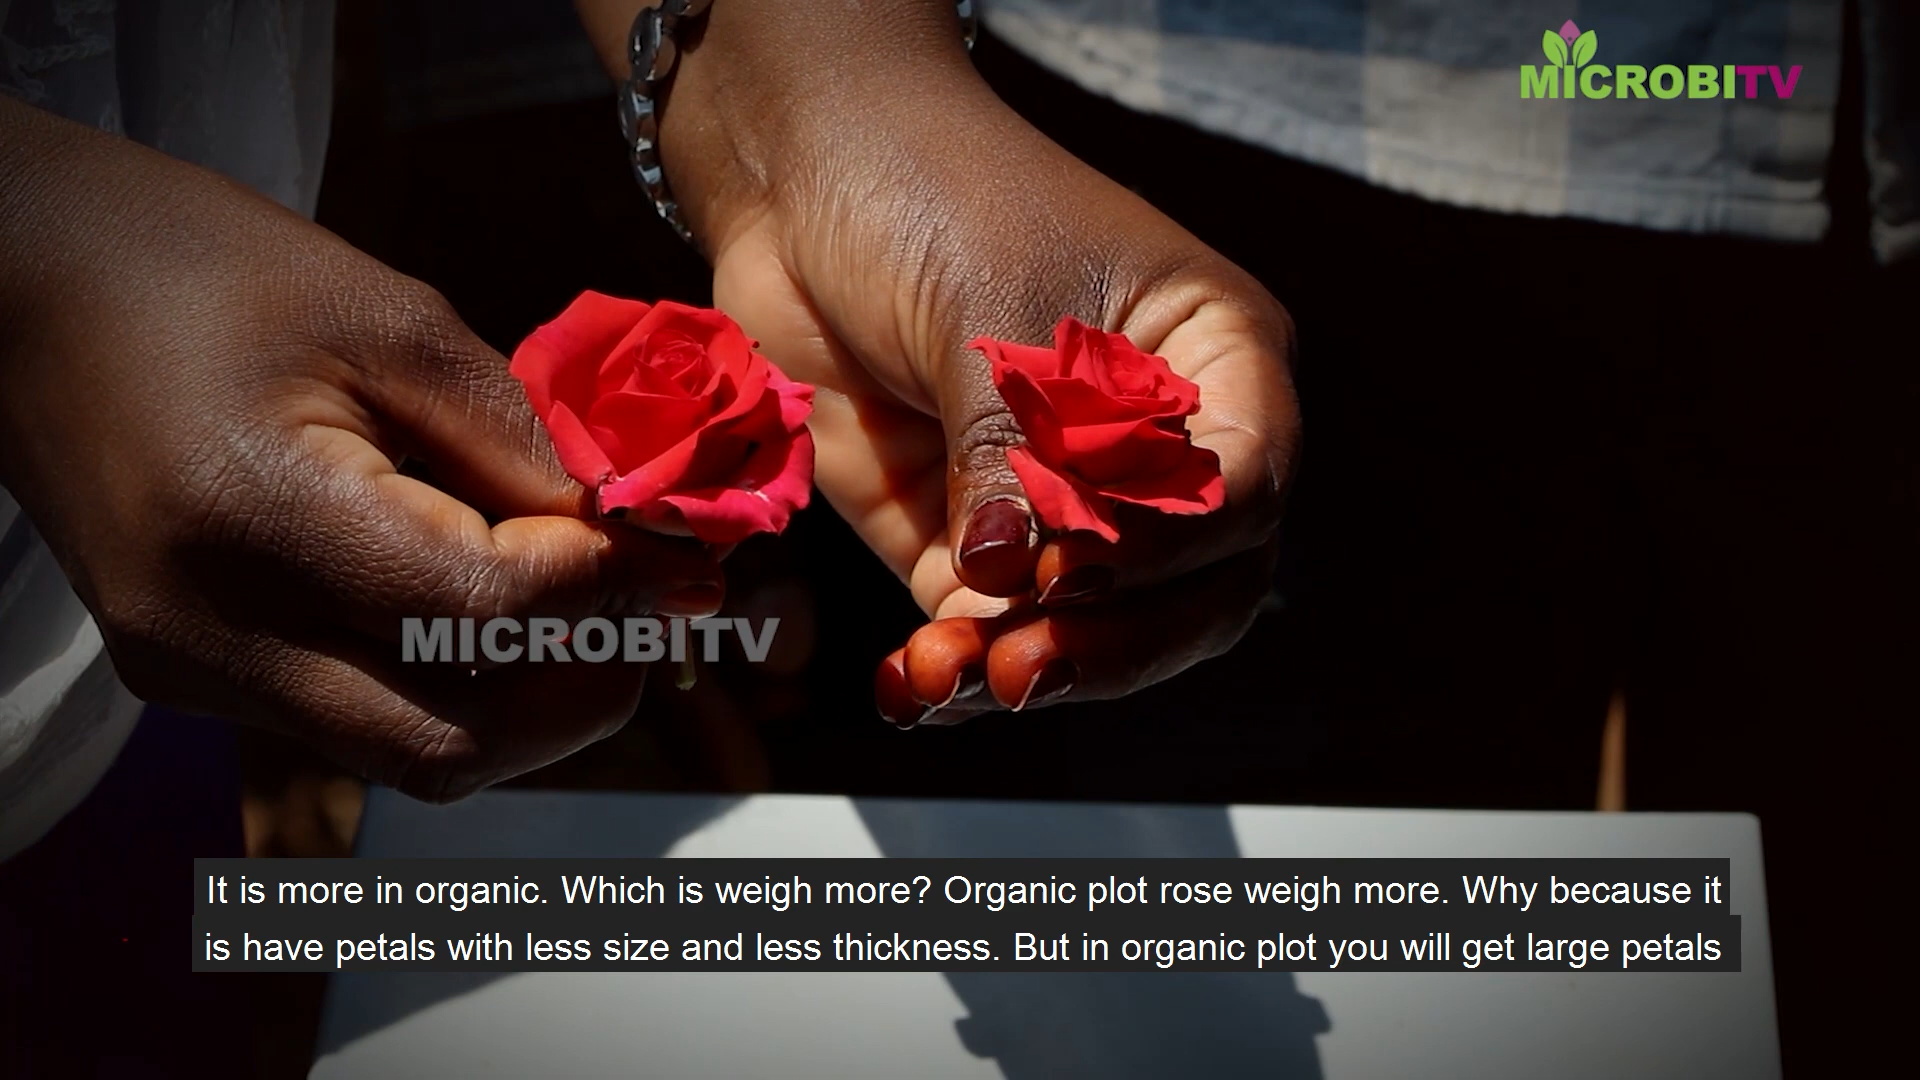 MICROBITV
MICROBITV
It is more in organic. Which is weigh more? Organic plot rose weigh more. Why because it
is have petals with less size and less thickness. But in organic plot you will get large petals